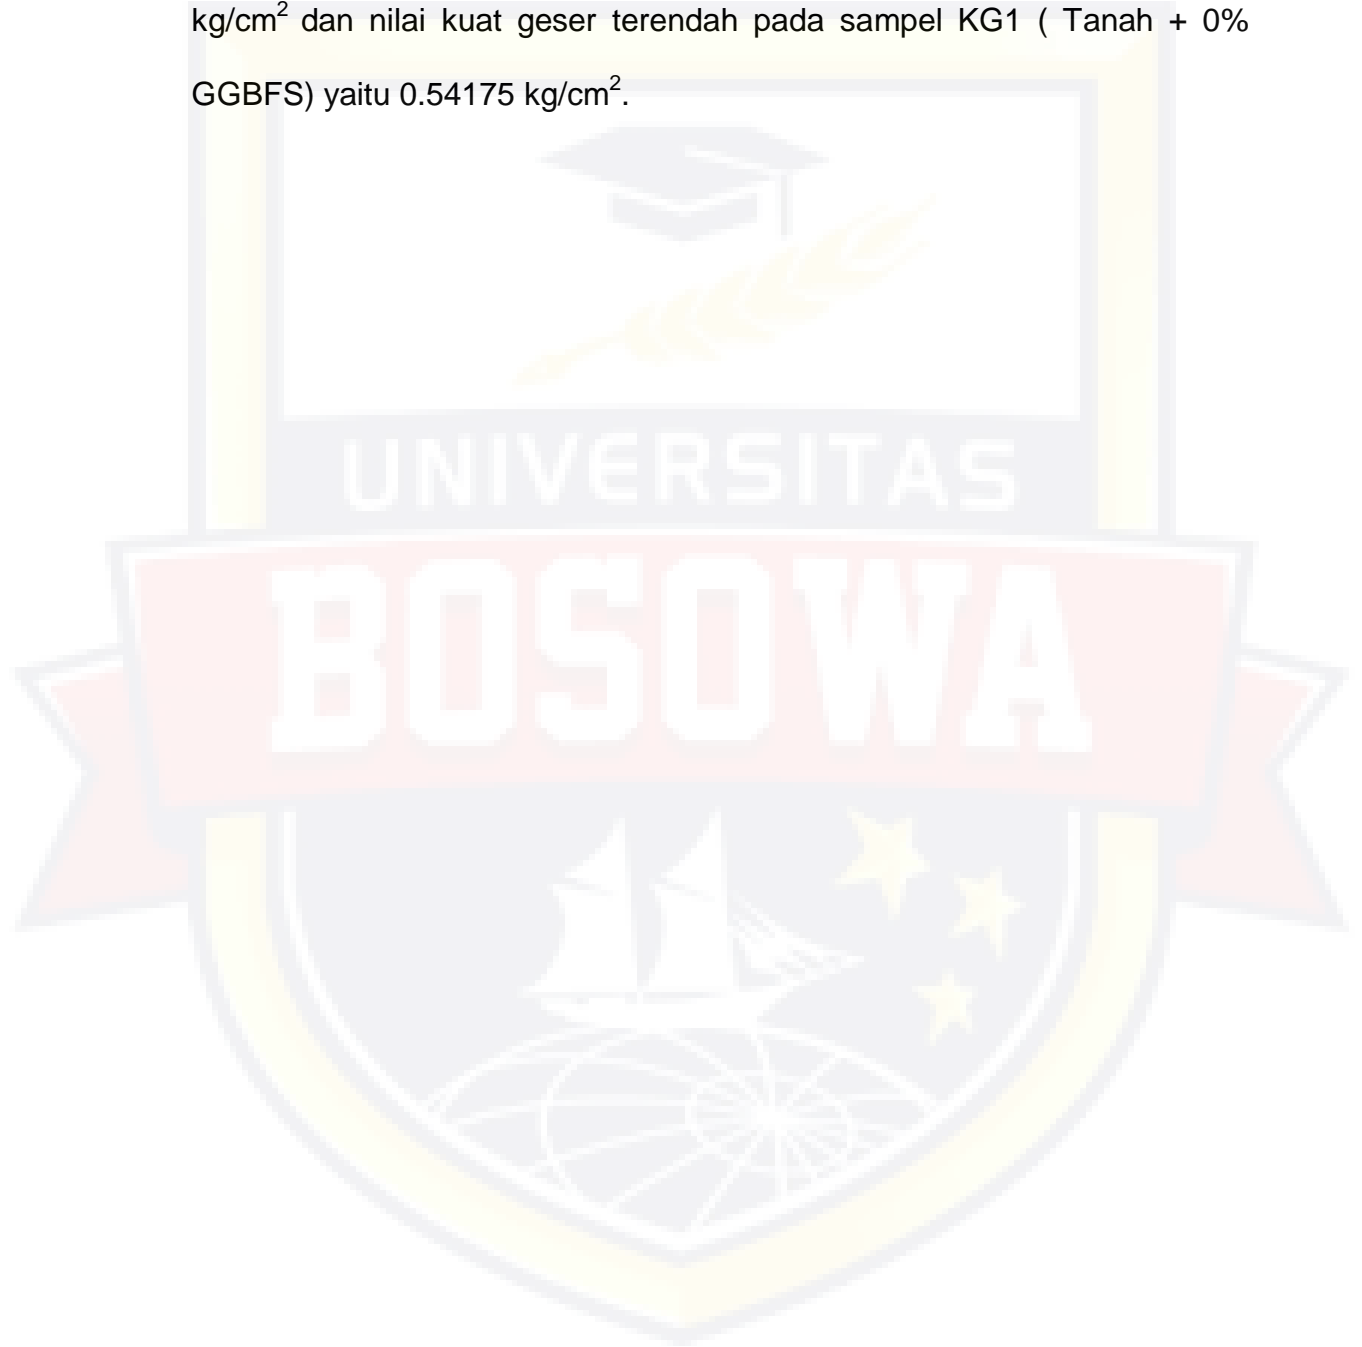 kg/cm² dan nilai kuat geser terendah pada sampel KG1 ( Tanah + 0%
GGBFS) yaitu 0.54175 kg/cm².
UNIVERSITAS
BOSOWA